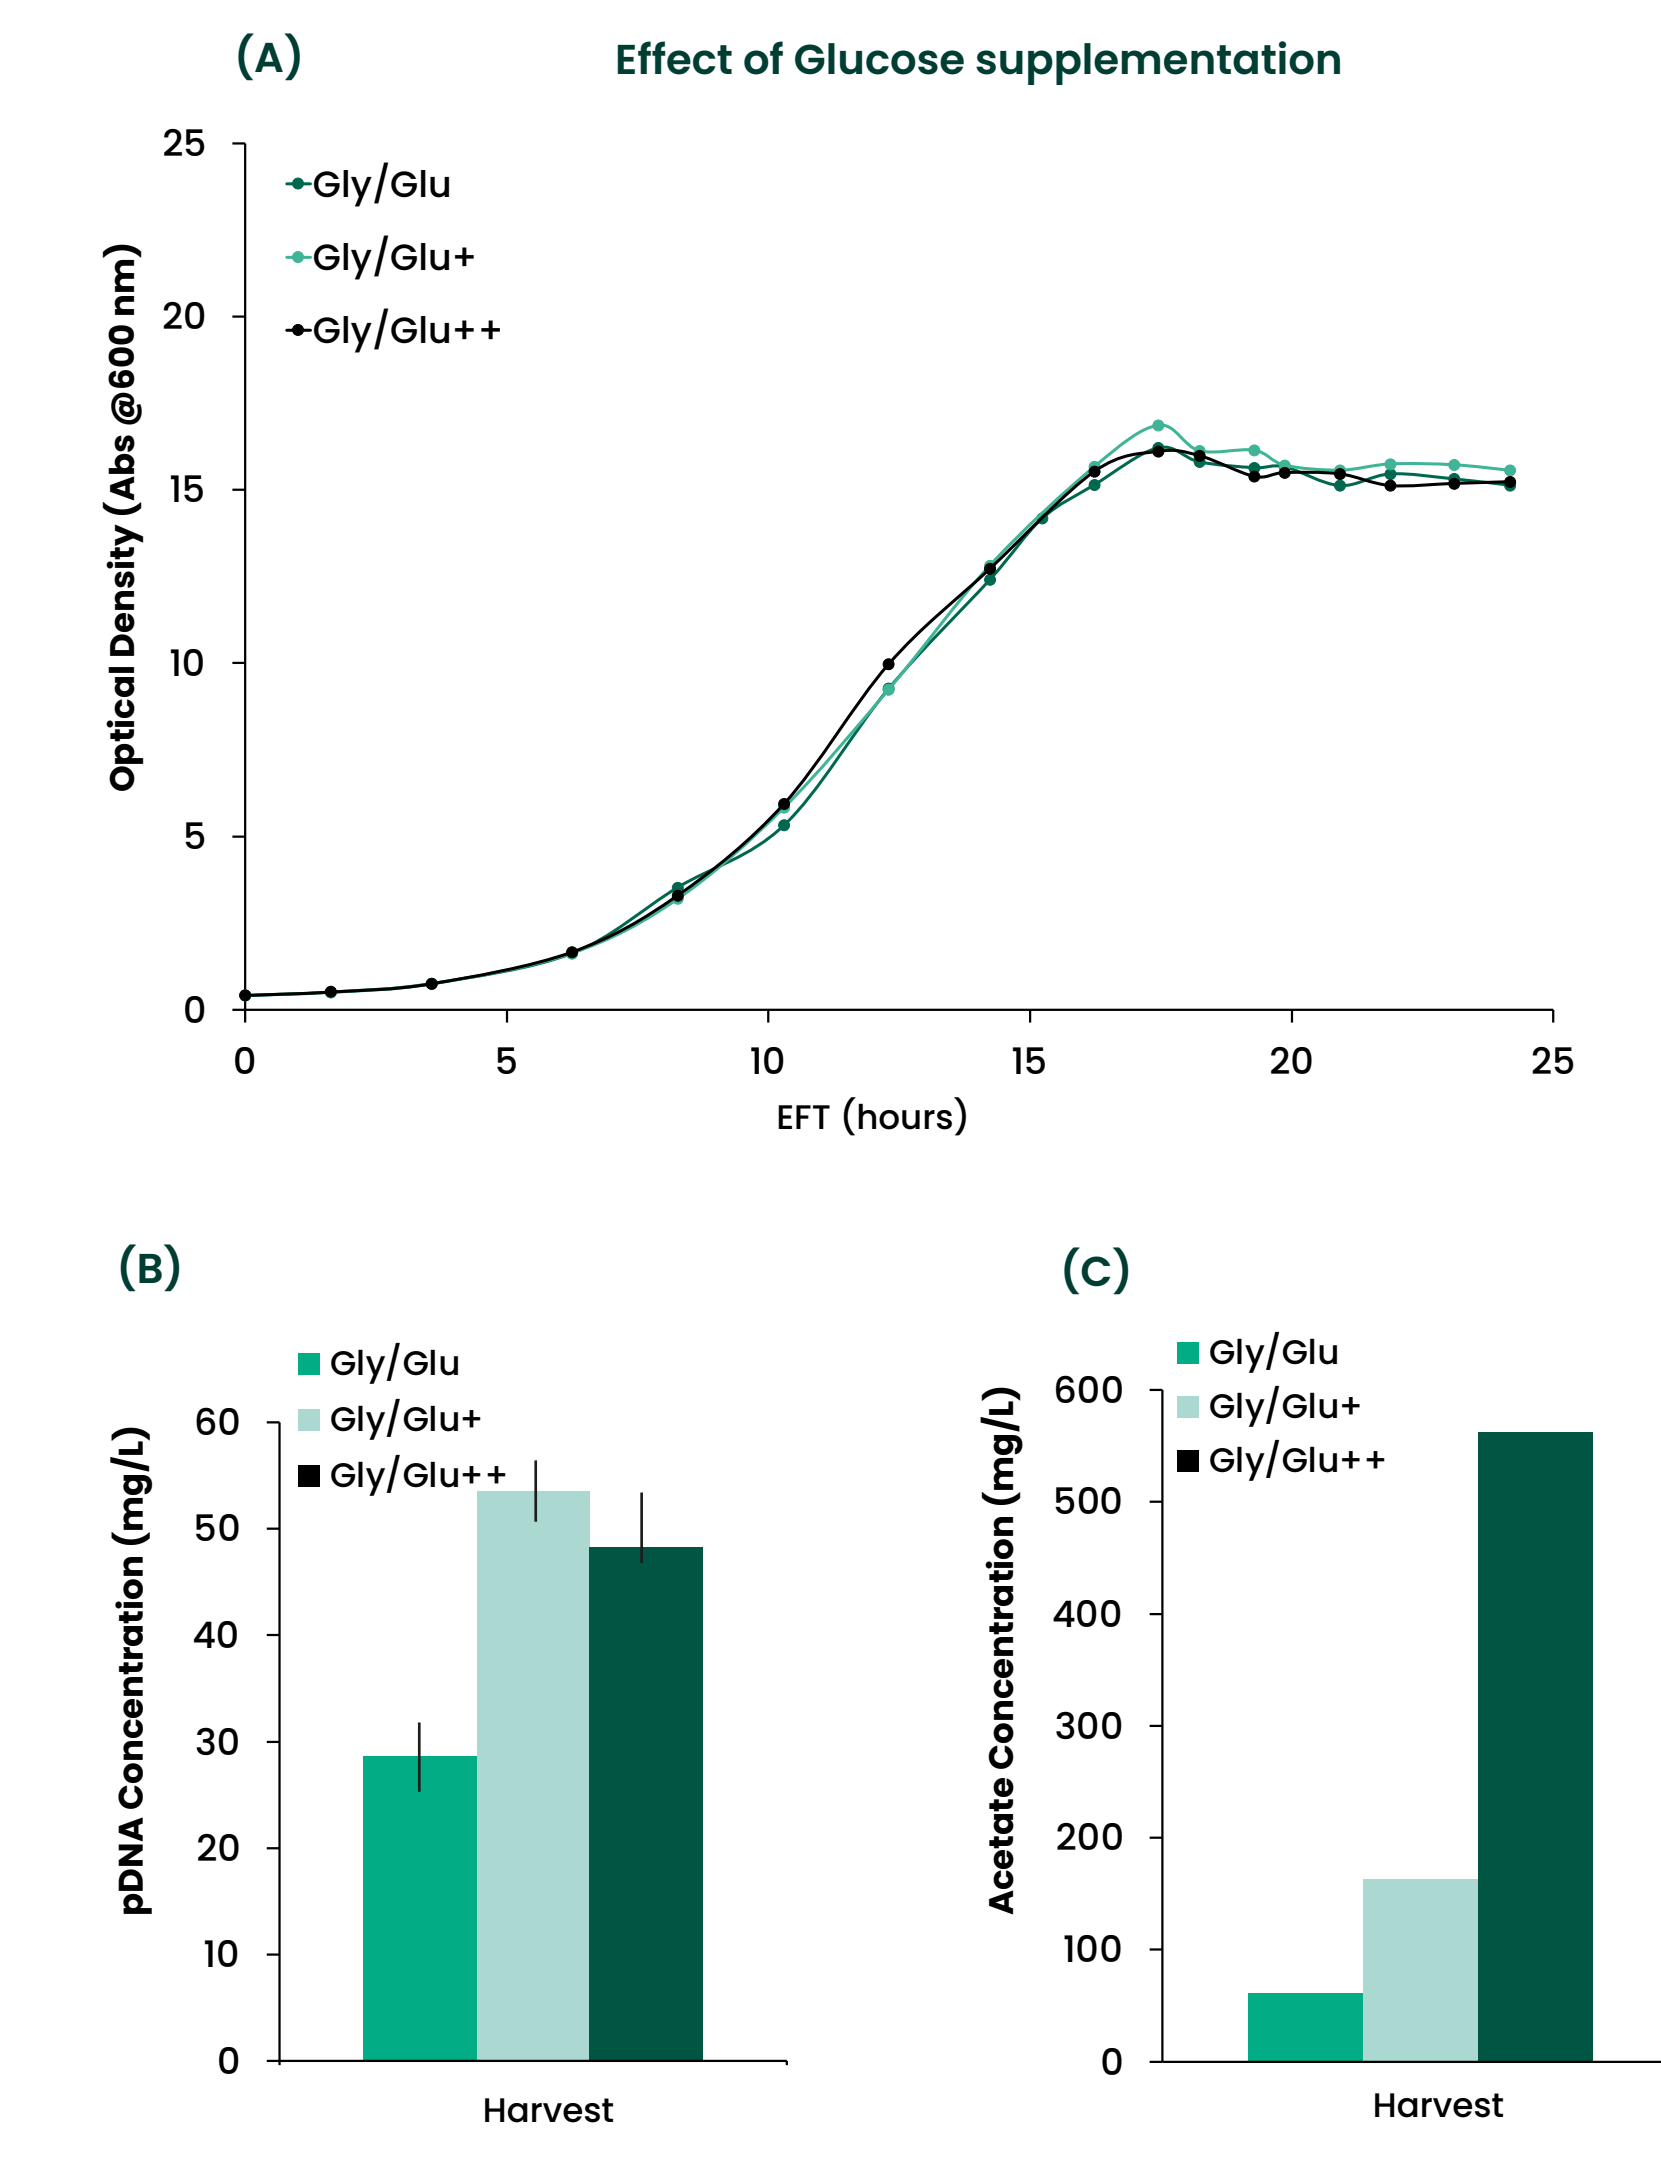 (A)
Effect of Glucose supplementation
Optical Density (Abs @600 nm)
25
20
15
10
5
0
Gly/Glu
Gly/Glu+
Gly/Glu++
0 5 10 15 20 25
EFT (hours)
(B)
pDNA Concentration (mg/L)
Gly/Glu
Gly/Glu+
Gly/Glu++
60
50
40
30
20
10
0
Harvest
(C)
Acetate Concentration (mg/L)
Gly/Glu
Gly/Glu+
Gly/Glu++
600
500
400
300
200
100
0
Harvest